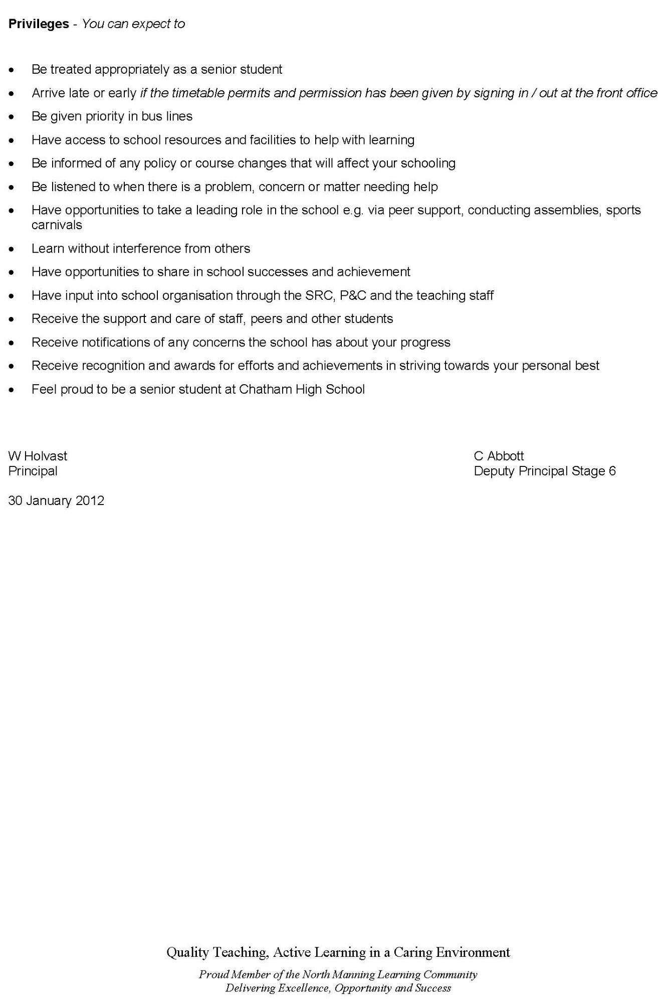 Privileges - You can expect to
• Be treated appropriately as a senior student
• Arrive late or early if the timetable permits and permission has been given by signing in / out at the front office
• Be given priority in bus lines
• Have access to school resources and facilities to help with learning
• Be informed of any policy or course changes that will affect your schooling
• Be listened to when there is a problem, concern or matter needing help
• Have opportunities to take a leading role in the school e.g. via peer support, conducting assemblies, sports
carnivals
• Learn without interference from others
• Have opportunities to share in school successes and achievement
• Have input into school organisation through the SRC, P&C and the teaching staff
• Receive the support and care of staff, peers and other students
• Receive notifications of any concerns the school has about your progress
• Receive recognition and awards for efforts and achievements in striving towards your personal best
• Feel proud to be a senior student at Chatham High School
W Holvast C Abbott
Principal Deputy Principal Stage 6
30 January 2012
Quality Teaching, Active Learning in a Caring Environment
Proud Member of the North Manning Learning Community
Delivering Excellence, Opportunity and Success